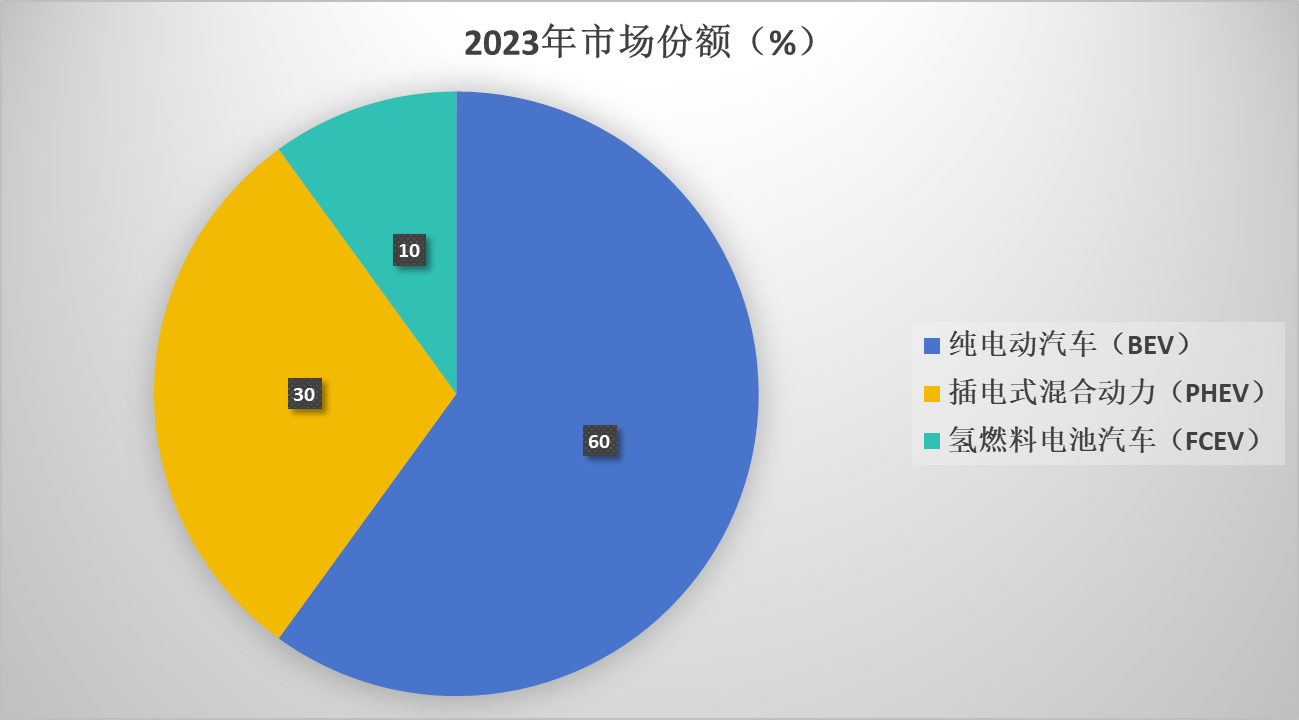 2023年市场份额（%）
10
30
60
纯电动汽车（BEV）
插电式混合动力（PHEV）
氢燃料电池汽车（FCEV）